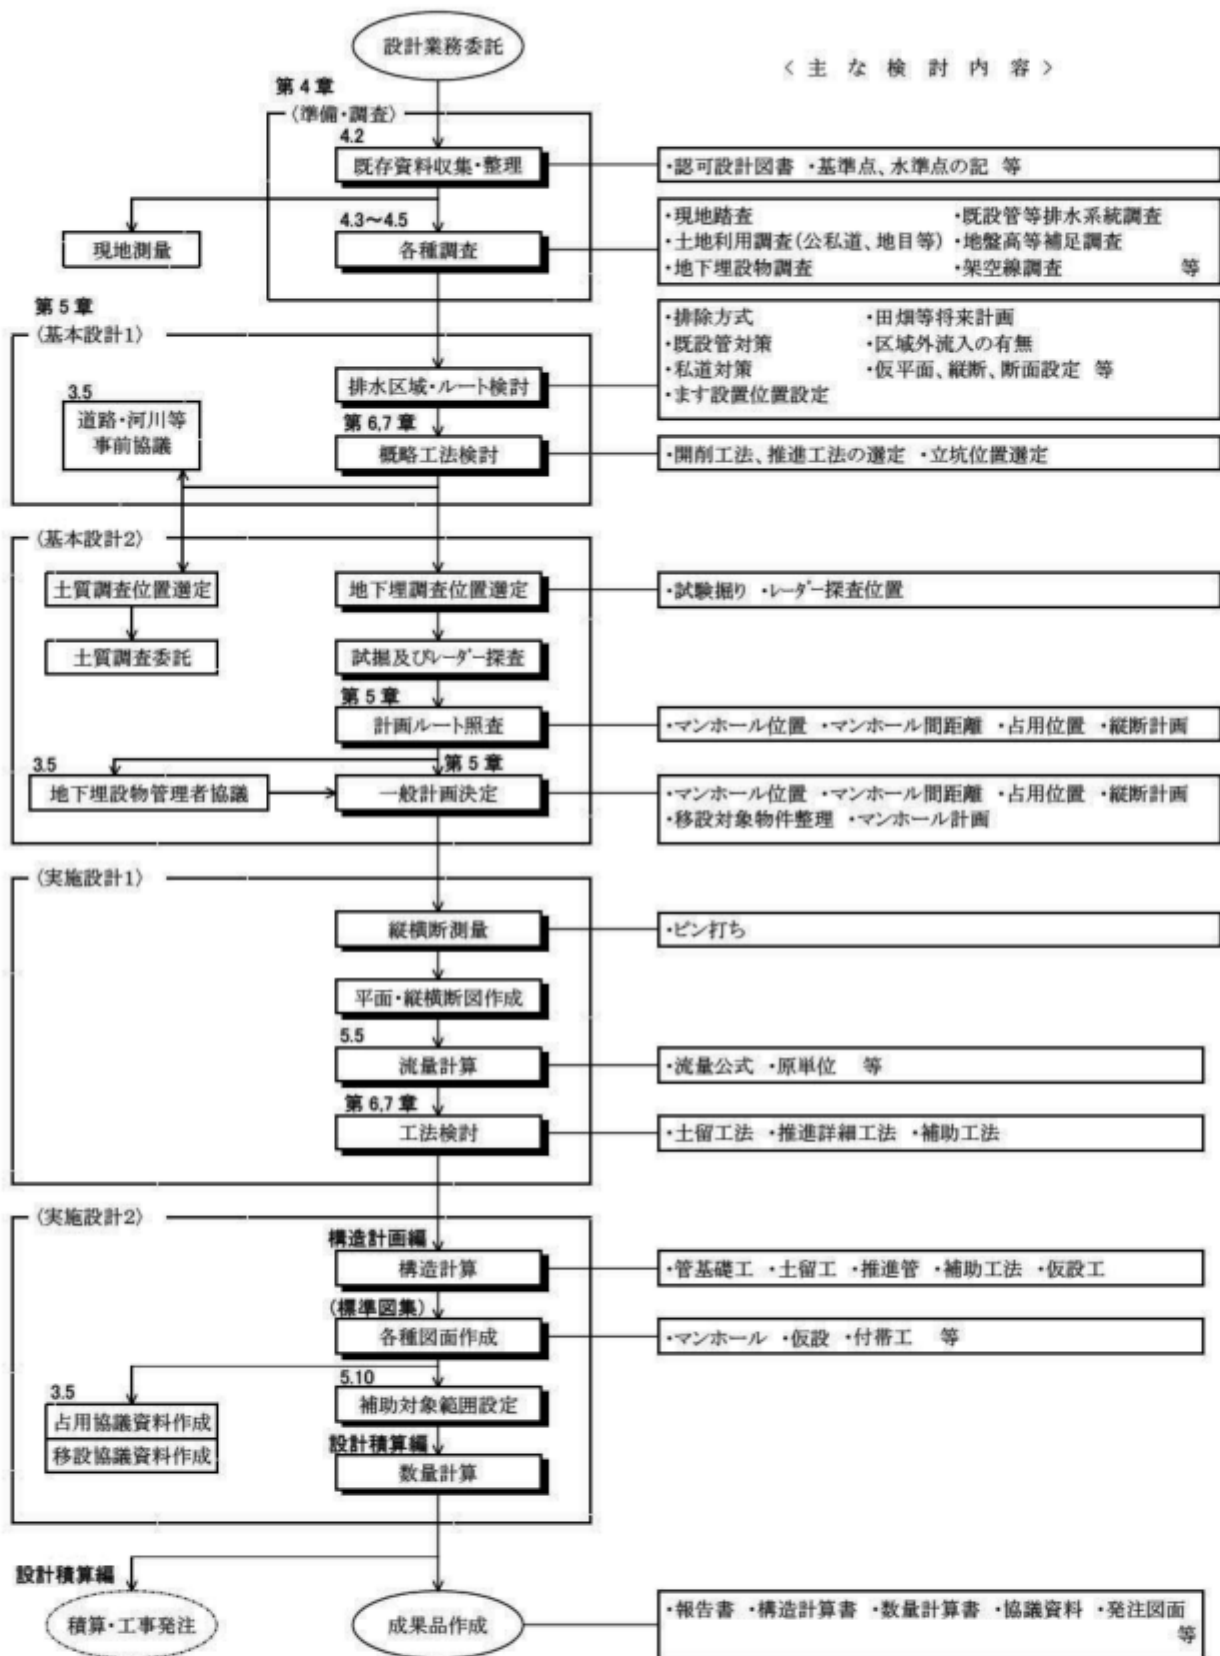 設計業務委託
< 主 な 検 討 内 容 >
第4章
〈準備・調査〉
4.2
既存資料収集・整理
・認可設計図書 ・基準点、水準点の記 等
4.3～4.5
現地測量
各種調査
・現地踏査 ・既設管等排水系統調査
・土地利用調査(公私道、地目等) ・地盤高等補足調査
・地下埋設物調査 ・架空線調査 等
第5章
〈基本設計1〉
3.5
道路・河川等
事前協議
排水区域・ルート検討
・排除方式 ・田畑等将来計画
・既設管対策 ・区域外流入の有無
・私道対策 ・仮平面、縦断、断面設定 等
・ます設置位置設定
第6,7章
概略工法検討
・開削工法、推進工法の選定 ・立坑位置選定
〈基本設計2〉
土質調査位置選定
地下埋調査位置選定
・試験掘り ・レーダー探査位置
土質調査委託
試掘及びレーダー探査
第5章
計画ルート照査
・マンホール位置 ・マンホール間距離 ・占用位置 ・縦断計画
3.5
第5章
地下埋設物管理者協議
一般計画決定
・マンホール位置 ・マンホール間距離 ・占用位置 ・縦断計画
・移設対象物件整理 ・マンホール計画
〈実施設計1〉
縦横断測量
・ピン打ち
平面・縦横断図作成
5.5
流量計算
・流量公式 ・原単位 等
第6,7章
工法検討
・土留工法 ・推進詳細工法 ・補助工法
〈実施設計2〉
構造計画編
構造計算
・管基礎工 ・土留工 ・推進管 ・補助工法 ・仮設工
(標準図集)
各種図面作成
・マンホール ・仮設 ・付帯工 等
3.5
占用協議資料作成
移設協議資料作成
5.10
補助対象範囲設定
設計積算編
数量計算
設計積算編
積算・工事発注
成果品作成
・報告書 ・構造計算書 ・数量計算書 ・協議資料 ・発注図面
等